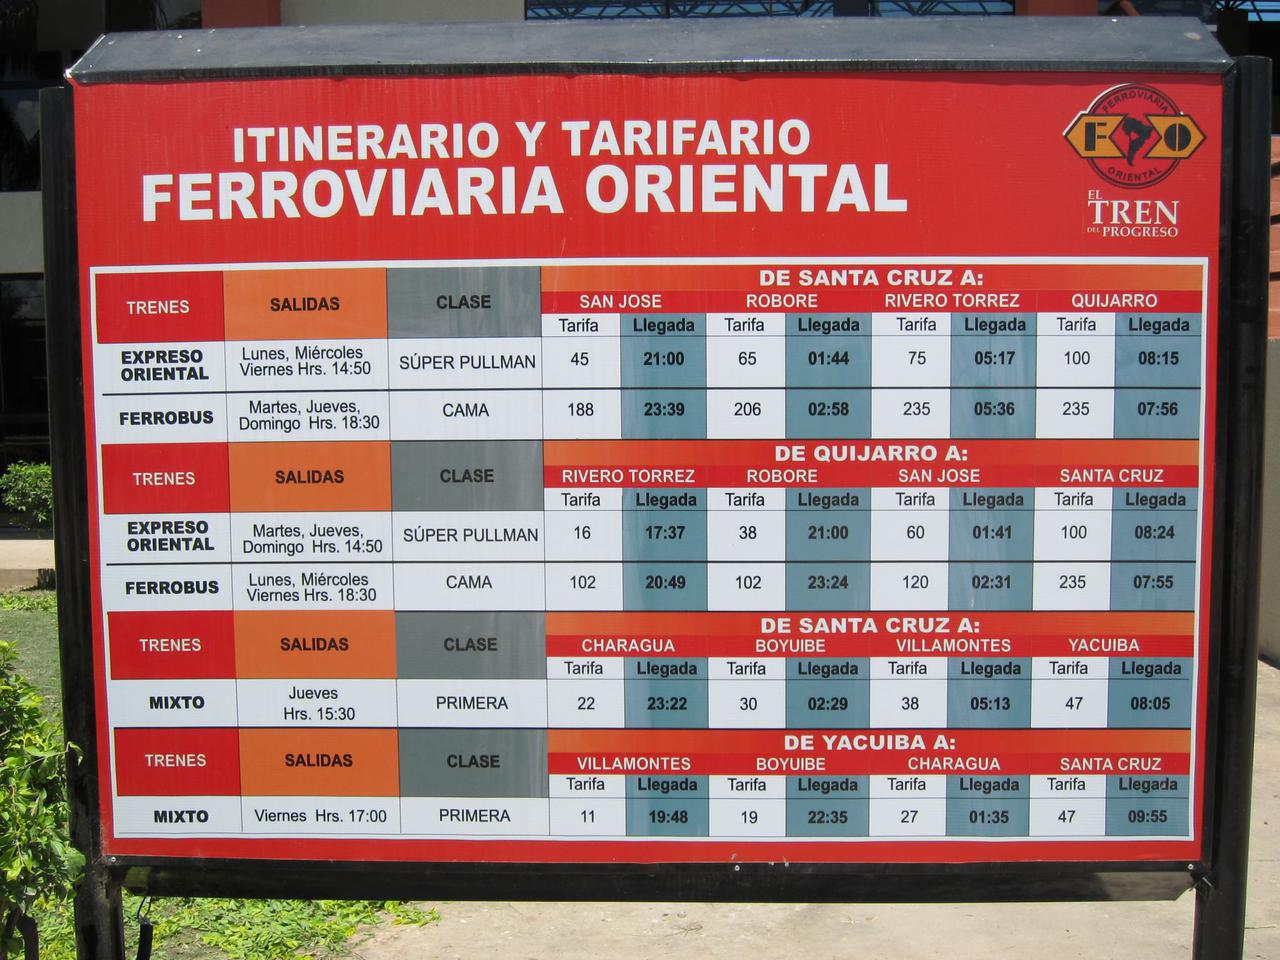 ITINERARIO Y TARIFARIO
FERROVIARIA ORIENTAL
FERROVIARIA
F O
ORIENTAL
EL
TREN
DEL PROGRESO
TRENES SALIDAS CLASE DE SANTA CRUZ A:
SAN JOSE ROBORE RIVERO TORREZ QUIJARRO
Tarifa Llegada Tarifa Llegada Tarifa Llegada Tarifa Llegada
EXPRESO ORIENTAL Lunes, Miércoles Viernes Hrs. 14:50 SÚPER PULLMAN 45 21:00 65 01:44 75 05:17 100 08:15
FERROBUS Martes, Jueves, Domingo Hrs. 18:30 CAMA 188 23:39 206 02:58 235 05:36 235 07:56
TRENES SALIDAS CLASE DE QUIJARRO A:
RIVERO TORREZ ROBORE SAN JOSE SANTA CRUZ
Tarifa Llegada Tarifa Llegada Tarifa Llegada Tarifa Llegada
EXPRESO ORIENTAL Martes, Jueves, Domingo Hrs. 14:50 SÚPER PULLMAN 16 17:37 38 21:00 60 01:41 100 08:24
FERROBUS Lunes, Miércoles Viernes Hrs. 18:30 CAMA 102 20:49 102 23:24 120 02:31 235 07:55
TRENES SALIDAS CLASE DE SANTA CRUZ A:
CHARAGUA BOYUIBE VILLAMONTES YACUIBA
Tarifa Llegada Tarifa Llegada Tarifa Llegada Tarifa Llegada
MIXTO Jueves Hrs. 15:30 PRIMERA 22 23:22 30 02:29 38 05:13 47 08:05
TRENES SALIDAS CLASE DE YACUIBA A:
VILLAMONTES BOYUIBE CHARAGUA SANTA CRUZ
Tarifa Llegada Tarifa Llegada Tarifa Llegada Tarifa Llegada
MIXTO Viernes Hrs. 17:00 PRIMERA 11 19:48 19 22:35 27 01:35 47 09:55